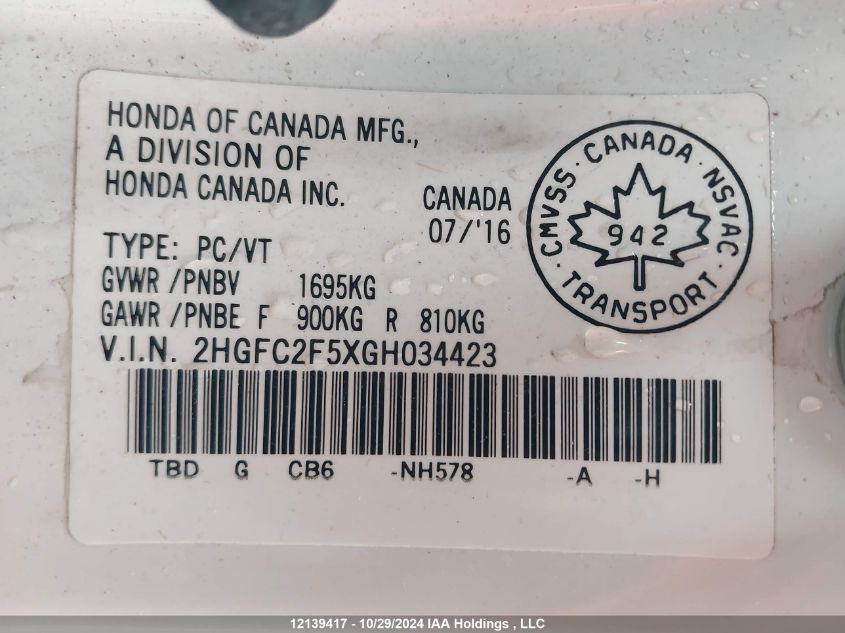 HONDA OF CANADA MFG.,
A DIVISION OF
HONDA CANADA INC.
CANADA
07/'16
TYPE: PC/VT
GVWR /PNBV 1695KG
GAWR /PNBE F 900KG R 810KG
V.I.N. 2HGFC2F5XGH034423
TBD G CB6 -NH578 -A -H
CMVSS · CANADA · NSVAC
942
TRANSPORT
12139417 - 10/29/2024 IAA Holdings , LLC